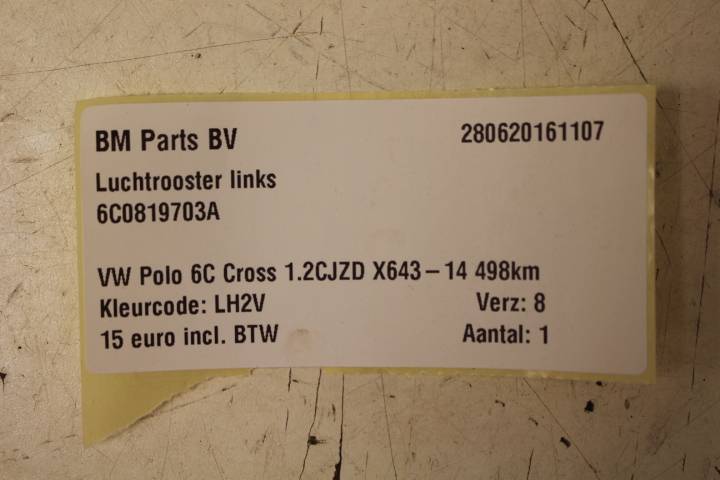 BM Parts BV 280620161107
Luchtrooster links
6C0819703A
VW Polo 6C Cross 1.2CJZD X643-14 498km
Kleurcode: LH2V Verz: 8
15 euro incl. BTW Aantal: 1